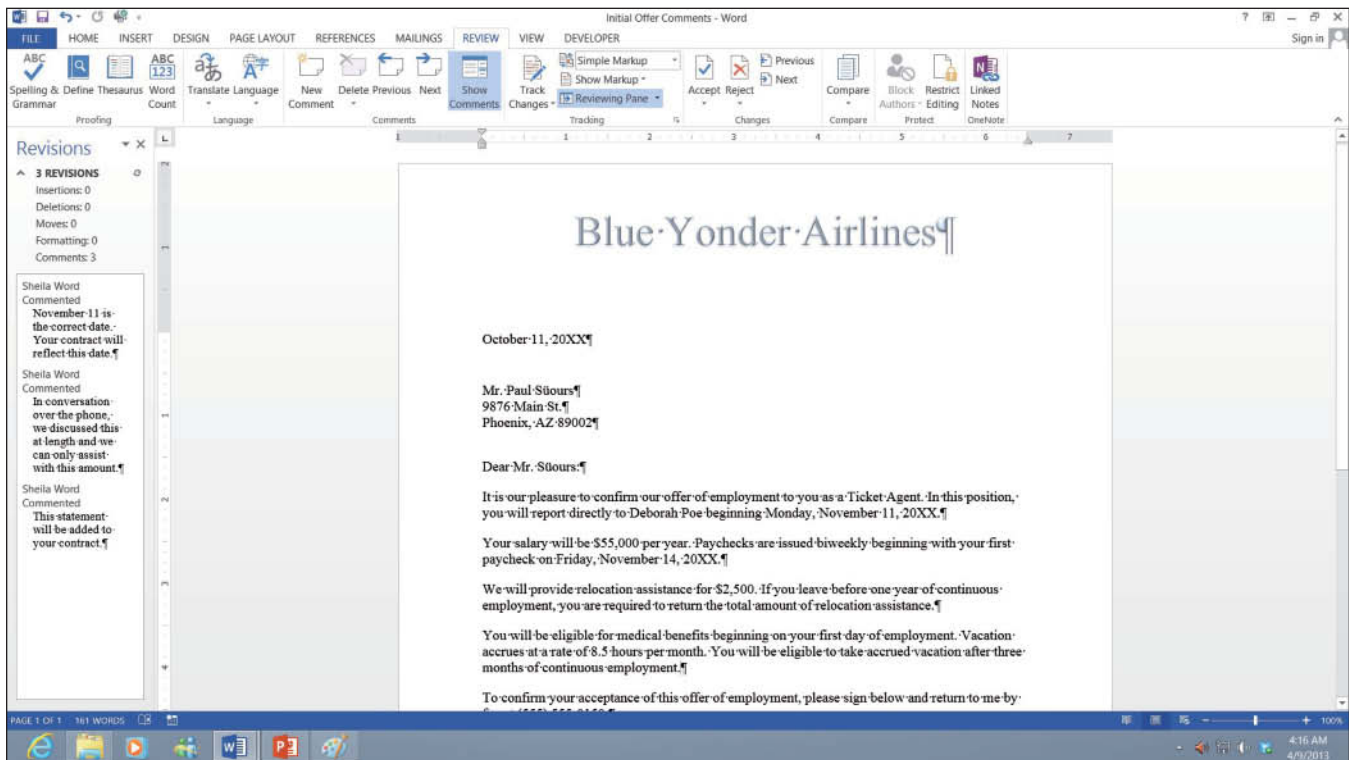 Initial Offer Comments - Word
FILE HOME INSERT DESIGN PAGE LAYOUT REFERENCES MAILINGS REVIEW VIEW DEVELOPER Sign in
Spelling & Grammar
Define
Thesaurus
Word Count
Translate
Language
New Comment
Delete
Previous
Next
Show Comments
Track Changes
Simple Markup
Show Markup
Reviewing Pane
Accept
Reject
Previous
Next
Compare
Block Authors
Restrict Editing
Linked Notes
Proofing Language Comments Tracking Changes Compare Protect OneNote
Revisions
3 REVISIONS
Insertions: 0
Deletions: 0
Moves: 0
Formatting: 0
Comments: 3
Sheila Word
Commented
November·11·is·
the·correct·date.·
Your·contract·will·
reflect·this·date.¶
Sheila Word
Commented
In·conversation·
over·the·phone,·
we·discussed·this·
at·length·and·we·
can·only·assist·
with·this·amount.¶
Sheila Word
Commented
This·statement·
will·be·added·to·
your·contract.¶
Blue·Yonder·Airlines¶
October·11,·20XX¶
Mr.·Paul·Süours¶
9876·Main·St.¶
Phoenix,·AZ·89002¶
Dear·Mr.·Süours:¶
It·is·our·pleasure·to·confirm·our·offer·of·employment·to·you·as·a·Ticket·Agent.·In·this·position,·
you·will·report·directly·to·Deborah·Poe·beginning·Monday,·November·11,·20XX.¶
Your·salary·will·be·$55,000·per·year.·Paychecks·are·issued·biweekly·beginning·with·your·first·
paycheck·on·Friday,·November·14,·20XX.¶
We·will·provide·relocation·assistance·for·$2,500.·If·you·leave·before·one·year·of·continuous·
employment,·you·are·required·to·return·the·total·amount·of·relocation·assistance.¶
You·will·be·eligible·for·medical·benefits·beginning·on·your·first·day·of·employment.·Vacation·
accrues·at·a·rate·of·8.5·hours·per·month.·You·will·be·eligible·to·take·accrued·vacation·after·three·
months·of·continuous·employment.¶
To·confirm·your·acceptance·of·this·offer·of·employment,·please·sign·below·and·return·to·me·by·
PAGE 1 OF 1 161 WORDS 100%
4:16 AM
4/9/2013